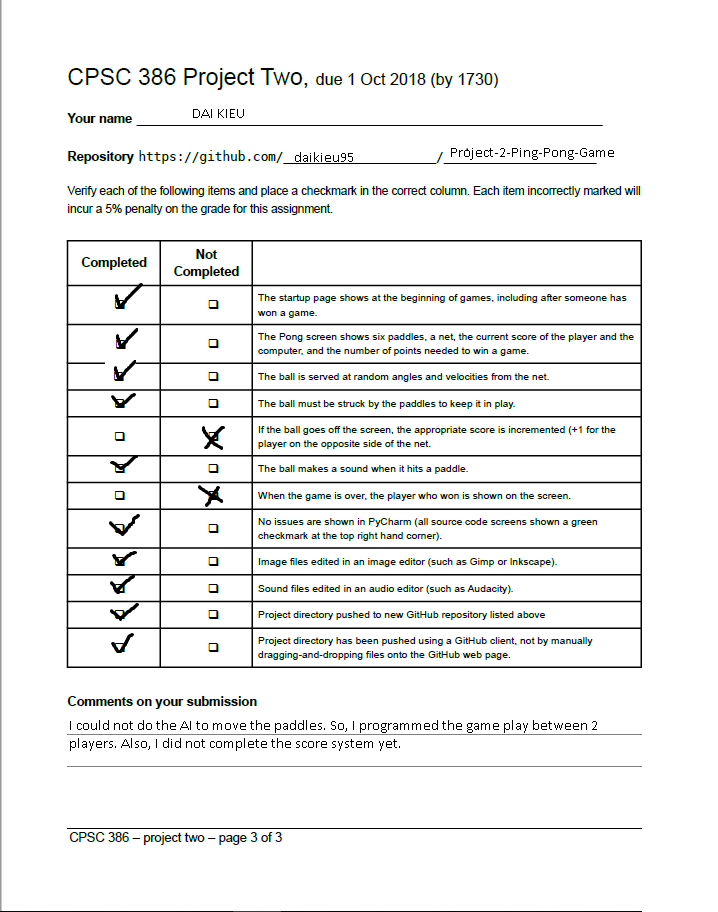 CPSC 386 Project Two, due 1 Oct 2018 (by 1730)
Your name DAI KIEU
Repository https://github.com/ daikieu95 / Project-2-Ping-Pong-Game
Verify each of the following items and place a checkmark in the correct column. Each item incorrectly marked will
incur a 5% penalty on the grade for this assignment.
Completed
Not
Completed
The startup page shows at the beginning of games, including after someone has
won a game.
The Pong screen shows six paddles, a net, the current score of the player and the
computer, and the number of points needed to win a game.
The ball is served at random angles and velocities from the net.
The ball must be struck by the paddles to keep it in play.
If the ball goes off the screen, the appropriate score is incremented (+1 for the
player on the opposite side of the net.
The ball makes a sound when it hits a paddle.
When the game is over, the player who won is shown on the screen.
No issues are shown in PyCharm (all source code screens shown a green
checkmark at the top right hand corner).
Image files edited in an image editor (such as Gimp or Inkscape).
Sound files edited in an audio editor (such as Audacity).
Project directory pushed to new GitHub repository listed above
Project directory has been pushed using a GitHub client, not by manually
dragging-and-dropping files onto the GitHub web page.
Comments on your submission
I could not do the AI to move the paddles. So, I programmed the game play between 2
players. Also, I did not complete the score system yet.
CPSC 386 – project two – page 3 of 3